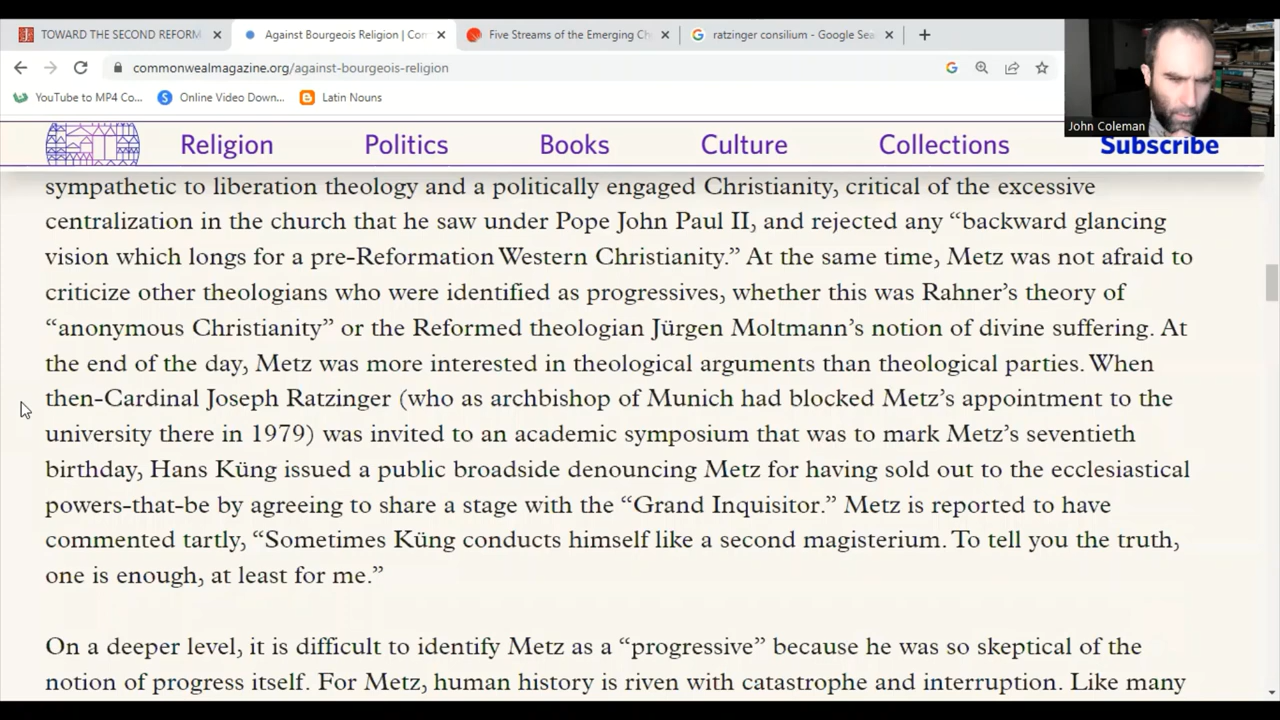 TOWARD THE SECOND REFORM
Against Bourgeois Religion | Com
Five Streams of the Emerging Ch
ratzinger consilium - Google Sea
commonwealmagazine.org/against-bourgeois-religion
YouTube to MP4 Co...
Online Video Down...
Latin Nouns
John Coleman
Religion
Politics
Books
Culture
Collections
Subscribe
sympathetic to liberation theology and a politically engaged Christianity, critical of the excessive
centralization in the church that he saw under Pope John Paul II, and rejected any “backward glancing
vision which longs for a pre-Reformation Western Christianity.” At the same time, Metz was not afraid to
criticize other theologians who were identified as progressives, whether this was Rahner’s theory of
“anonymous Christianity” or the Reformed theologian Jürgen Moltmann’s notion of divine suffering. At
the end of the day, Metz was more interested in theological arguments than theological parties. When
then-Cardinal Joseph Ratzinger (who as archbishop of Munich had blocked Metz’s appointment to the
university there in 1979) was invited to an academic symposium that was to mark Metz’s seventieth
birthday, Hans Küng issued a public broadside denouncing Metz for having sold out to the ecclesiastical
powers-that-be by agreeing to share a stage with the “Grand Inquisitor.” Metz is reported to have
commented tartly, “Sometimes Küng conducts himself like a second magisterium. To tell you the truth,
one is enough, at least for me.”
On a deeper level, it is difficult to identify Metz as a “progressive” because he was so skeptical of the
notion of progress itself. For Metz, human history is riven with catastrophe and interruption. Like many